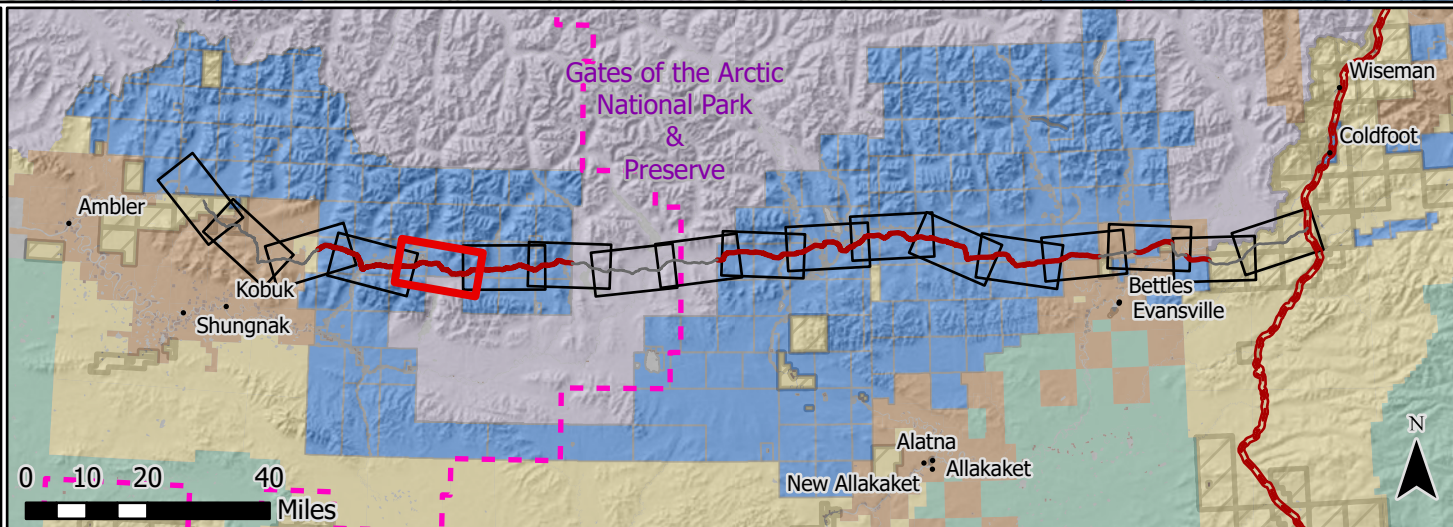 Gates of the Arctic
National Park
&
Preserve
Wiseman
Coldfoot
Ambler
Kobuk
Shungnak
Bettles
Evansville
Alatna
Allakaket
New Allakaket
N
0 10 20 40
Miles